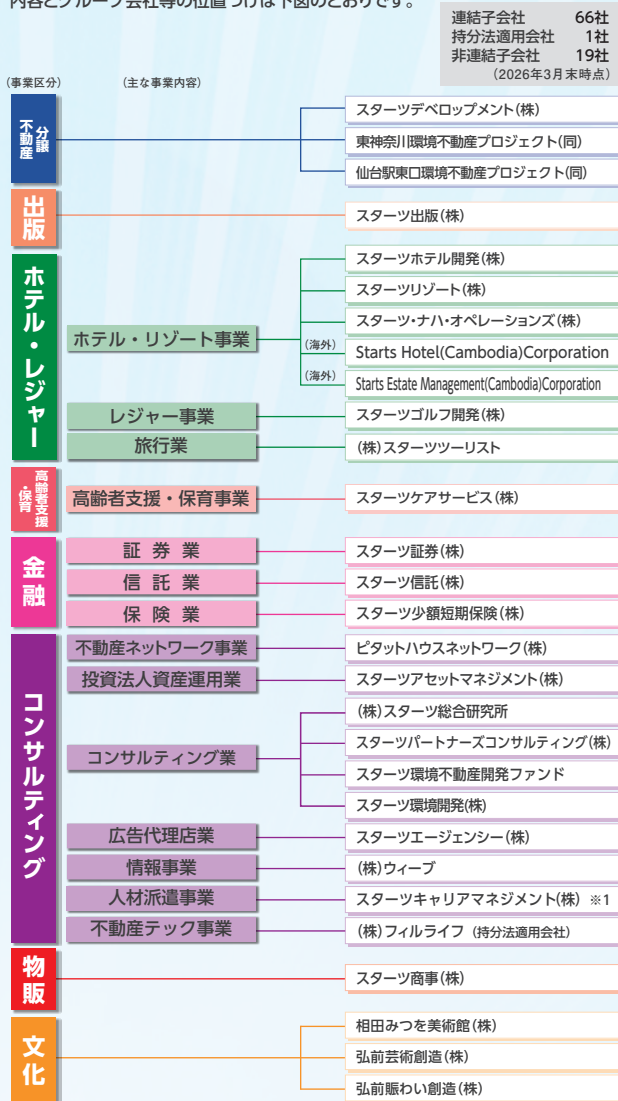 内容とグループ会社等の位置づけは下図のとおりです。
連結子会社 66社
持分法適用会社 1社
非連結子会社 19社
(2026年3月末時点)
(事業区分) (主な事業内容)
分譲不動産
スターツデベロップメント(株)
東神奈川環境不動産プロジェクト(同)
仙台駅東口環境不動産プロジェクト(同)
出版
スターツ出版(株)
ホテル・レジャー
ホテル・リゾート事業
スターツホテル開発(株)
スターツリゾート(株)
スターツ・ナハ・オペレーションズ(株)
(海外) Starts Hotel(Cambodia)Corporation
(海外) Starts Estate Management(Cambodia)Corporation
レジャー事業 スターツゴルフ開発(株)
旅行業 (株)スターツツーリスト
高齢者支援・保育
高齢者支援・保育事業 スターツケアサービス(株)
金融
証券業 スターツ証券(株)
信託業 スターツ信託(株)
保険業 スターツ少額短期保険(株)
コンサルティング
不動産ネットワーク事業 ピタットハウスネットワーク(株)
投資法人資産運用業 スターツアセットマネジメント(株)
コンサルティング業
(株)スターツ総合研究所
スターツパートナーズコンサルティング(株)
スターツ環境不動産開発ファンド
スターツ環境開発(株)
広告代理店業 スターツエージェンシー(株)
情報事業 (株)ウィーブ
人材派遣事業 スターツキャリアマネジメント(株) ※1
不動産テック事業 (株)フィルライフ (持分法適用会社)
物販
スターツ商事(株)
文化
相田みつを美術館(株)
弘前芸術創造(株)
弘前賑わい創造(株)